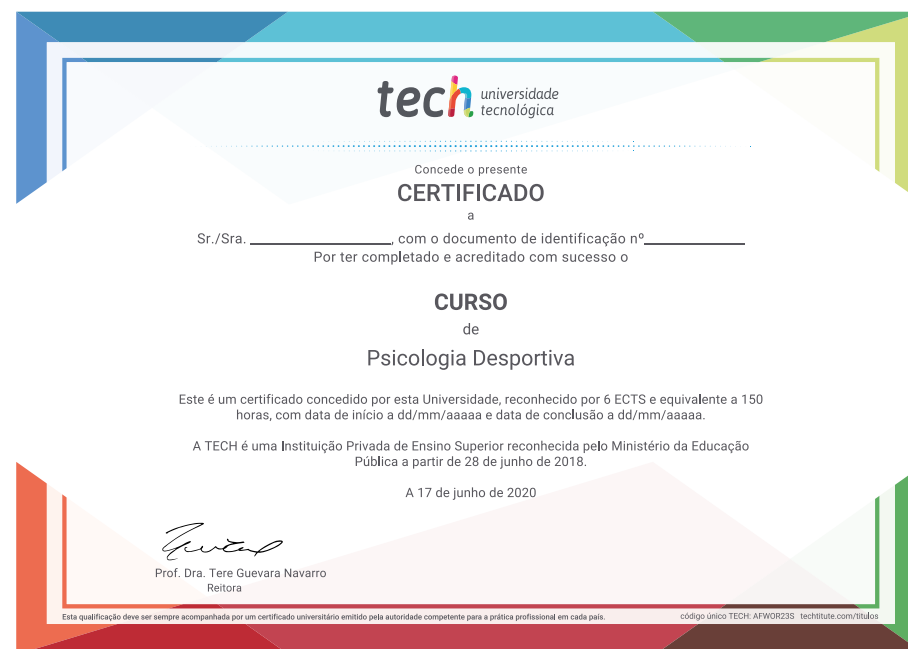 tech universidade
tecnológica
Concede o presente
CERTIFICADO
a
Sr./Sra. ____________________, com o documento de identificação nº______________
Por ter completado e acreditado com sucesso o
CURSO
de
Psicologia Desportiva
Este é um certificado concedido por esta Universidade, reconhecido por 6 ECTS e equivalente a 150
horas, com data de início a dd/mm/aaaaa e data de conclusão a dd/mm/aaaaa.
A TECH é uma Instituição Privada de Ensino Superior reconhecida pelo Ministério da Educação
Pública a partir de 28 de junho de 2018.
A 17 de junho de 2020
Prof. Dra. Tere Guevara Navarro
Reitora
Esta qualificação deve ser sempre acompanhada por um certificado universitário emitido pela autoridade competente para a prática profissional em cada país. código único TECH: AFWOR23S techtitute.com/titulos